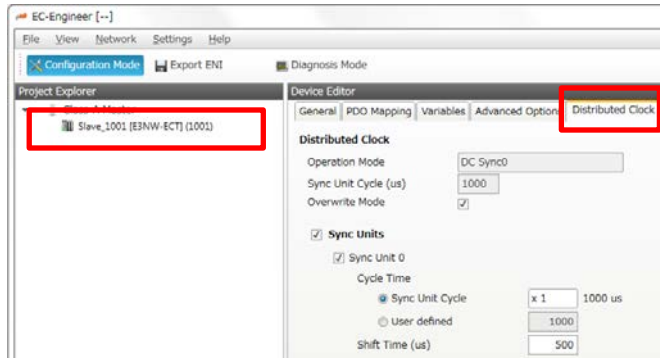 EC-Engineer [--]
File View Network Settings Help
Configuration Mode Export ENI Diagnosis Mode
Project Explorer
Class-A Master
Slave_1001 [E3NW-ECT] (1001)
Device Editor
General PDO Mapping Variables Advanced Option Distributed Clock
Distributed Clock
Operation Mode DC Sync0
Sync Unit Cycle (us) 1000
Overwrite Mode
Sync Units
Sync Unit 0
Cycle Time
Sync Unit Cycle x 1 1000 us
User defined 1000
Shift Time (us) 500